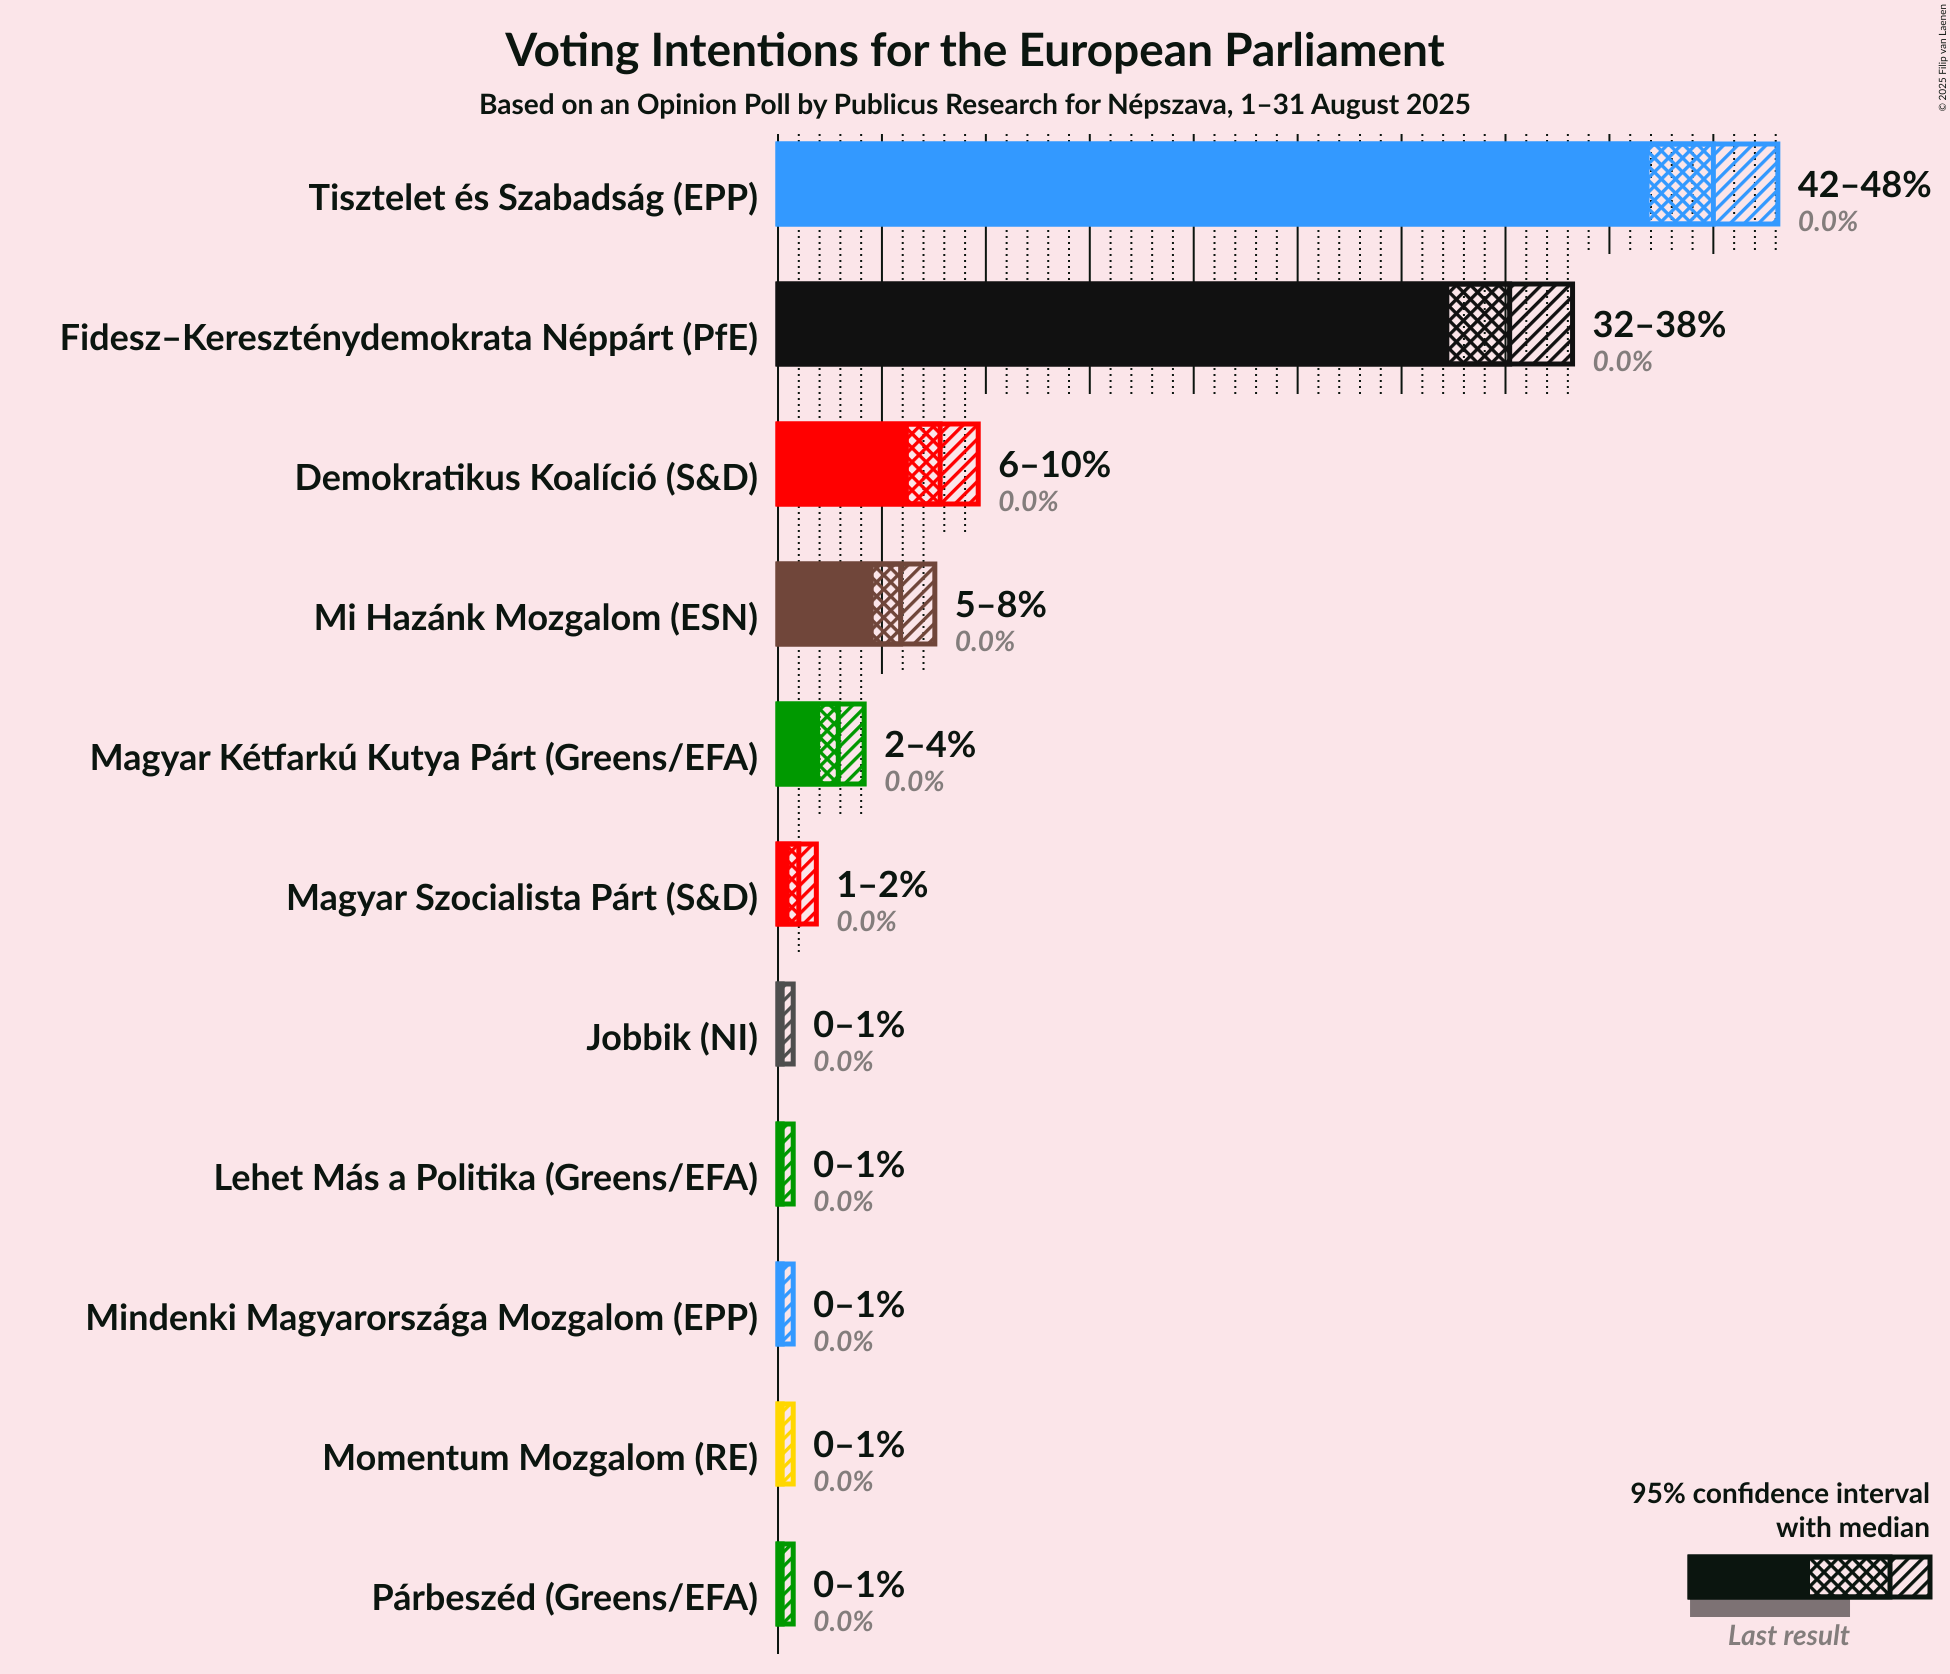 Voting Intentions for the European Parliament
Based on an Opinion Poll by Publicus Research for Népszava, 1–31 August 2025
© 2025 Filip van Laenen
Tisztelet és Szabadság (EPP)
42–48%
0.0%
Fidesz–Kereszténydemokrata Néppárt (PfE)
32–38%
0.0%
Demokratikus Koalíció (S&D)
6–10%
0.0%
Mi Hazánk Mozgalom (ESN)
5–8%
0.0%
Magyar Kétfarkú Kutya Párt (Greens/EFA)
2–4%
0.0%
Magyar Szocialista Párt (S&D)
1–2%
0.0%
Jobbik (NI)
0–1%
0.0%
Lehet Más a Politika (Greens/EFA)
0–1%
0.0%
Mindenki Magyarországa Mozgalom (EPP)
0–1%
0.0%
Momentum Mozgalom (RE)
0–1%
0.0%
Párbeszéd (Greens/EFA)
0–1%
0.0%
95% confidence interval
with median
Last result